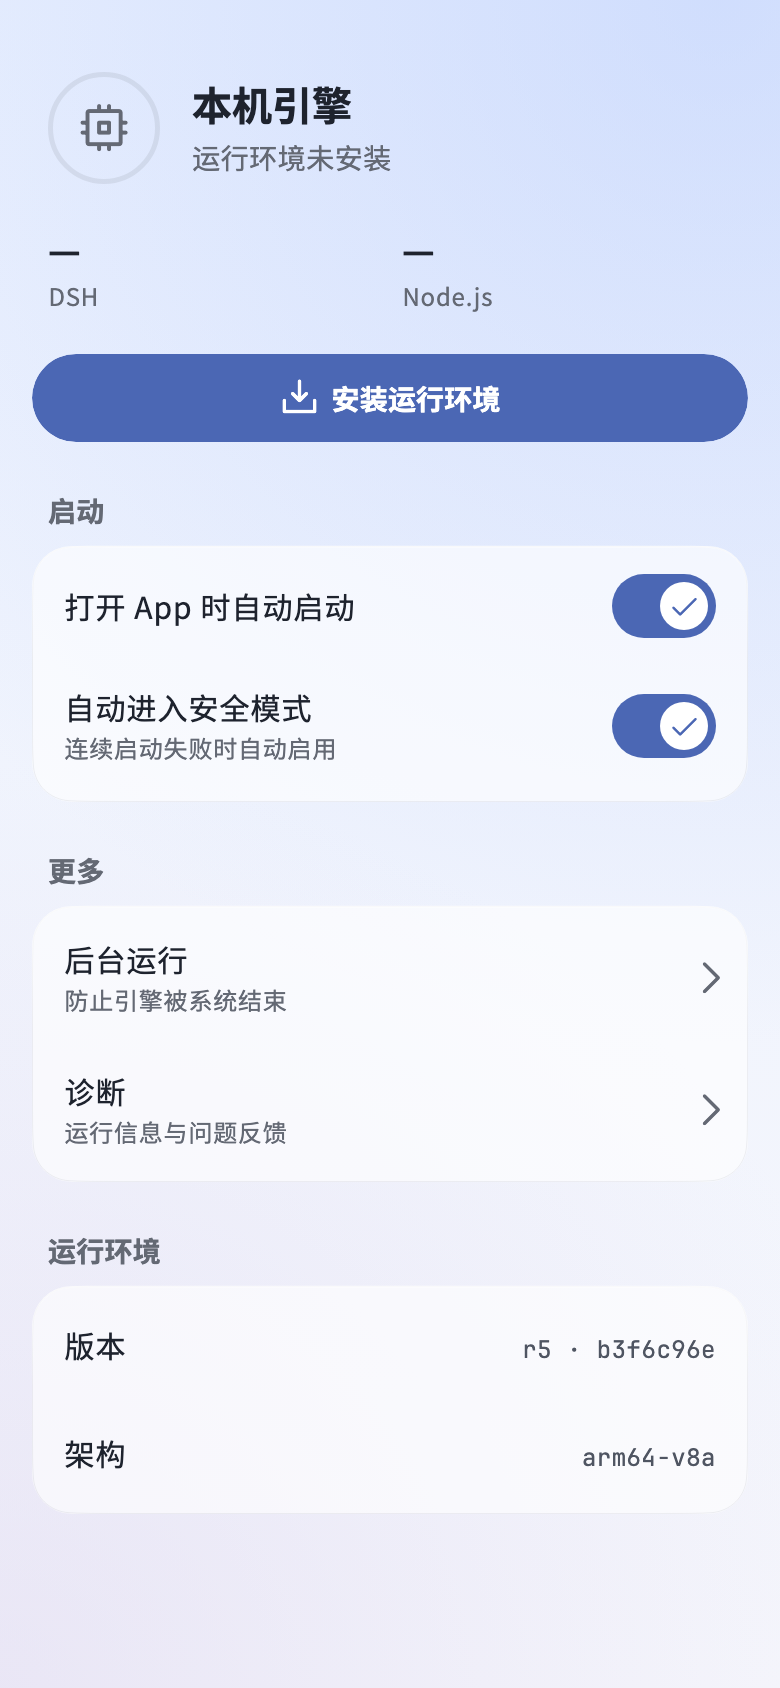 本机引擎
运行环境未安装
— —
DSH Node.js
安装运行环境
启动
打开 App 时自动启动
自动进入安全模式
连续启动失败时自动启用
更多
后台运行
防止引擎被系统结束
诊断
运行信息与问题反馈
运行环境
版本 r5 · b3f6c96e
架构 arm64-v8a